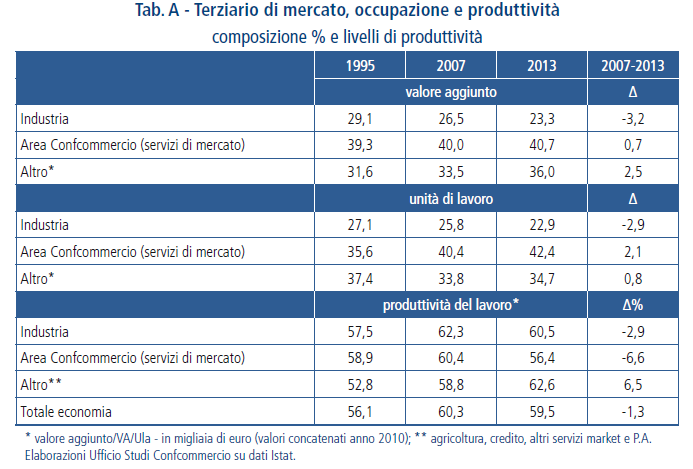 Tab. A - Terziario di mercato, occupazione e produttività
composizione % e livelli di produttività
1995 2007 2013 2007-2013
valore aggiunto Δ
Industria 29,1 26,5 23,3 -3,2
Area Confcommercio (servizi di mercato) 39,3 40,0 40,7 0,7
Altro* 31,6 33,5 36,0 2,5
unità di lavoro Δ
Industria 27,1 25,8 22,9 -2,9
Area Confcommercio (servizi di mercato) 35,6 40,4 42,4 2,1
Altro* 37,4 33,8 34,7 0,8
produttività del lavoro* Δ%
Industria 57,5 62,3 60,5 -2,9
Area Confcommercio (servizi di mercato) 58,9 60,4 56,4 -6,6
Altro** 52,8 58,8 62,6 6,5
Totale economia 56,1 60,3 59,5 -1,3
* valore aggiunto/VA/Ula - in migliaia di euro (valori concatenati anno 2010); ** agricoltura, credito, altri servizi market e P.A.
Elaborazioni Ufficio Studi Confcommercio su dati Istat.